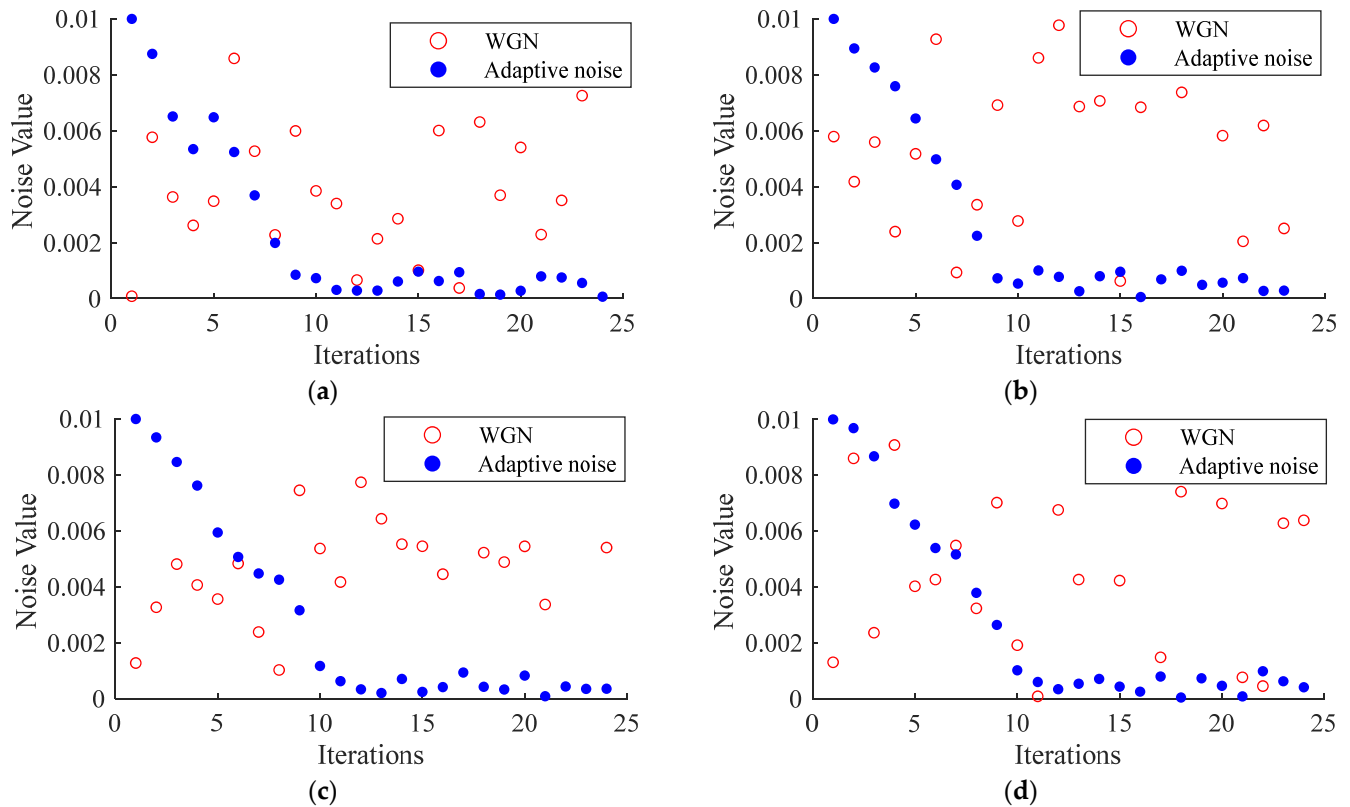 0.01
0.008
0.006
0.004
0.002
0
Noise Value
WGN
Adaptive noise
0 5 10 15 20 25
Iterations
(a)
0.01
0.008
0.006
0.004
0.002
0
Noise Value
WGN
Adaptive noise
0 5 10 15 20 25
Iterations
(b)
0.01
0.008
0.006
0.004
0.002
0
Noise Value
WGN
Adaptive noise
0 5 10 15 20 25
Iterations
(c)
0.01
0.008
0.006
0.004
0.002
0
Noise Value
WGN
Adaptive noise
0 5 10 15 20 25
Iterations
(d)